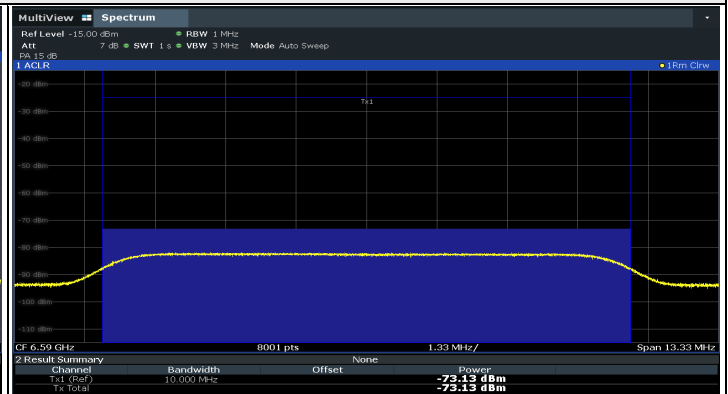 MultiView Spectrum
Ref Level -15.00 dBm RBW 1 MHz
Att 7 dB SWT 1 s VBW 3 MHz Mode Auto Sweep
PA 15 dB
1 ACLR 1Rm Clrw
-20 dBm
Tx1
-30 dBm
-40 dBm
-50 dBm
-60 dBm
-70 dBm
-80 dBm
-90 dBm
-100 dBm
-110 dBm
CF 6.59 GHz 8001 pts 1.33 MHz/ Span 13.33 MHz
2 Result Summary None
Channel Bandwidth Offset Power
Tx1 (Ref) 10.000 MHz -73.13 dBm
Tx Total -73.13 dBm